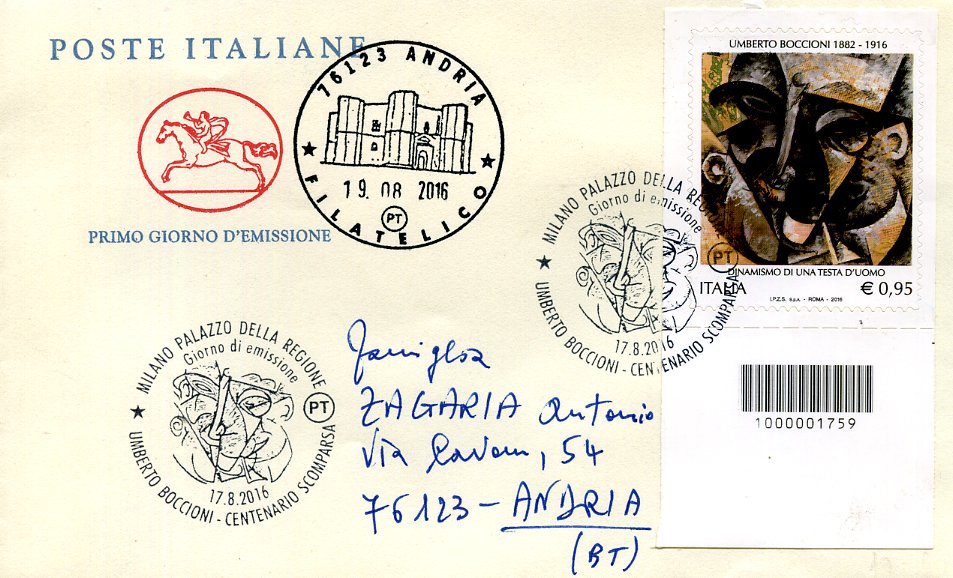 POSTE ITALIANE
PRIMO GIORNO D'EMISSIONE
76123 ANDRIA
19.08 2016
PT
FILATELICO
UMBERTO BOCCIONI 1882 - 1916
DINAMISMO DI UNA TESTA D'UOMO
ITALIA € 0,95
I.P.Z.S. S.p.A. - ROMA - 2016
MILANO PALAZZO DELLA REGIONE
Giorno di emissione
PT
17.8.2016
UMBERTO BOCCIONI - CENTENARIO SCOMPARSA
1000001759
MILANO PALAZZO DELLA REGIONE
Giorno di emissione
PT
17.8.2016
UMBERTO BOCCIONI - CENTENARIO SCOMPARSA
Famiglia
ZAGARIA Antonio
Via Cavour, 54
76123 - ANDRIA
(BT)